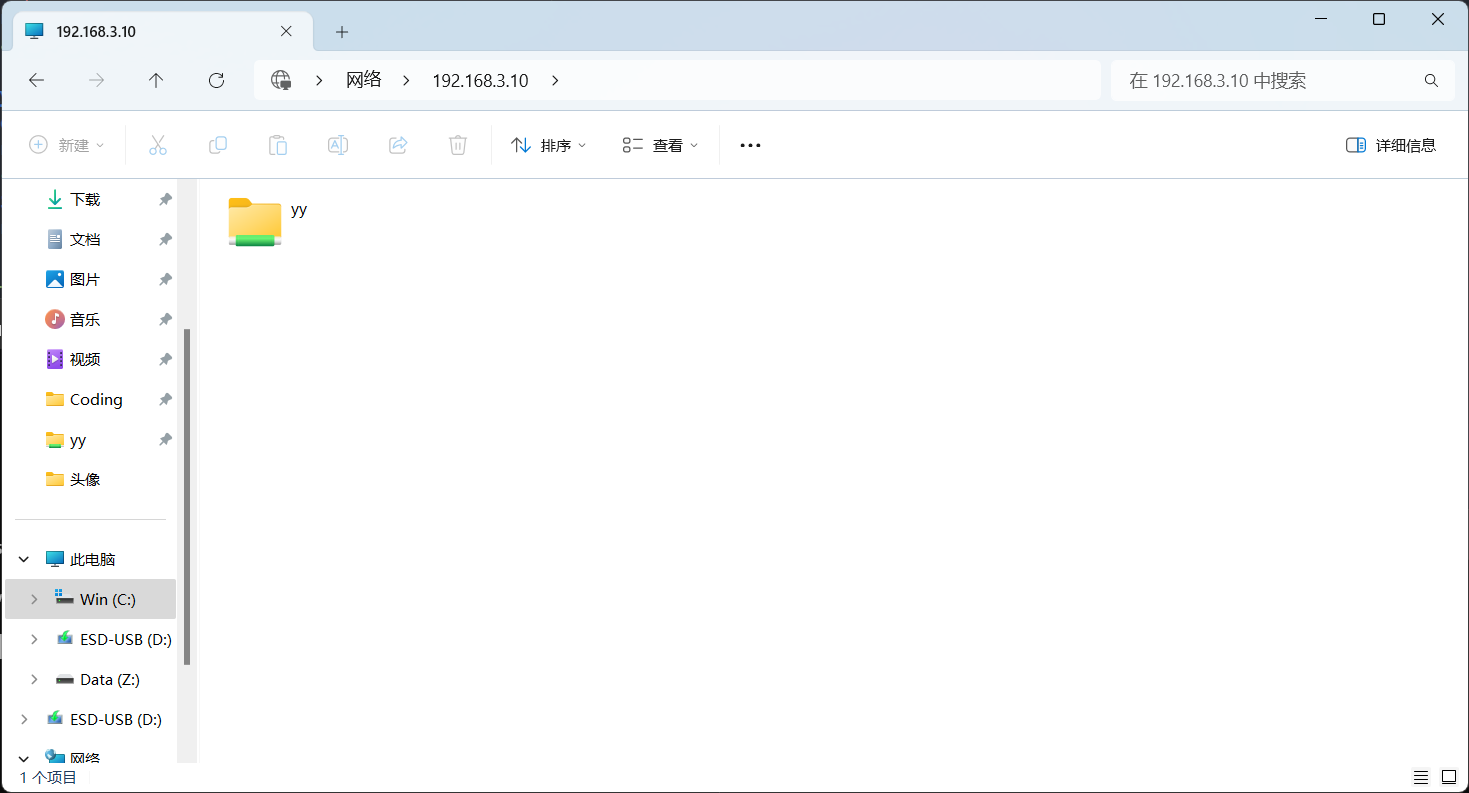 192.168.3.10
网络
192.168.3.10
在 192.168.3.10 中搜索
新建
排序
查看
详细信息
下载
文档
图片
音乐
视频
Coding
yy
头像
此电脑
Win (C:)
ESD-USB (D:)
Data (Z:)
ESD-USB (D:)
网络
yy
1 个项目